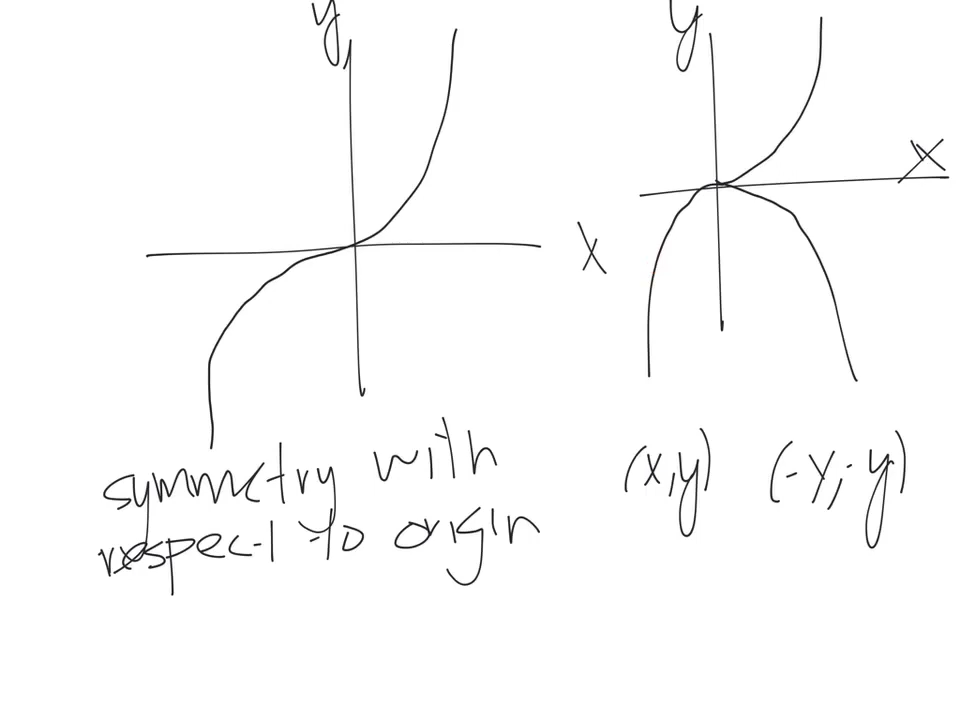 y
y
x
x
symmetry with
respect to origin
(x,y) (-x,-y)